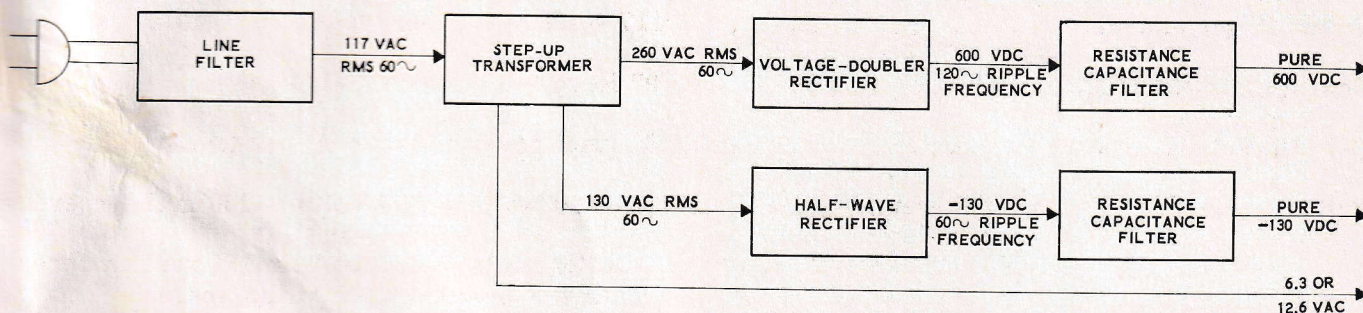 LINE
FILTER
117 VAC
RMS 60~
STEP-UP
TRANSFORMER
260 VAC RMS
60~
VOLTAGE-DOUBLER
RECTIFIER
600 VDC
120~ RIPPLE
FREQUENCY
RESISTANCE
CAPACITANCE
FILTER
PURE
600 VDC
130 VAC RMS
60~
HALF-WAVE
RECTIFIER
-130 VDC
60~ RIPPLE
FREQUENCY
RESISTANCE
CAPACITANCE
FILTER
PURE
-130 VDC
6.3 OR
12.6 VAC